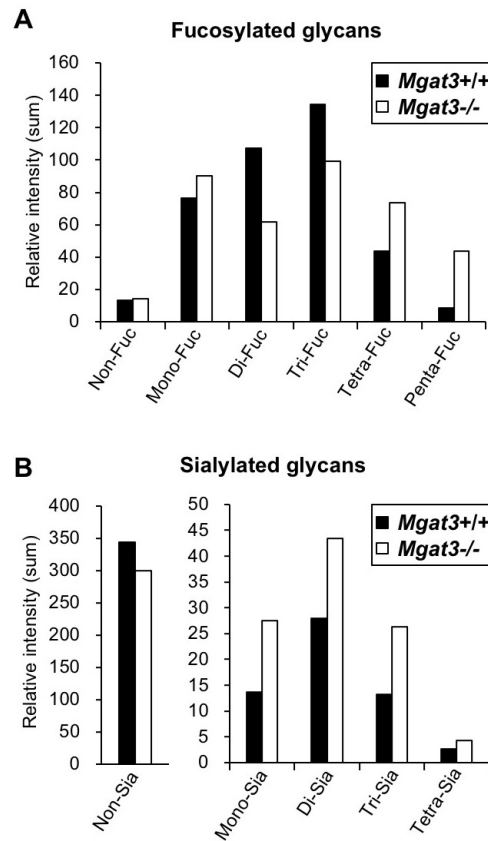 A
Fucosylated glycans
Mgat3+/+
Mgat3-/-
Relative intensity (sum)
160
140
120
100
80
60
40
20
0
Non-Fuc
Mono-Fuc
Di-Fuc
Tri-Fuc
Tetra-Fuc
Penta-Fuc
B
Sialylated glycans
Relative intensity (sum)
400
350
300
250
200
150
100
50
0
Non-Sia
50
45
40
35
30
25
20
15
10
5
0
Mgat3+/+
Mgat3-/-
Mono-Sia
Di-Sia
Tri-Sia
Tetra-Sia